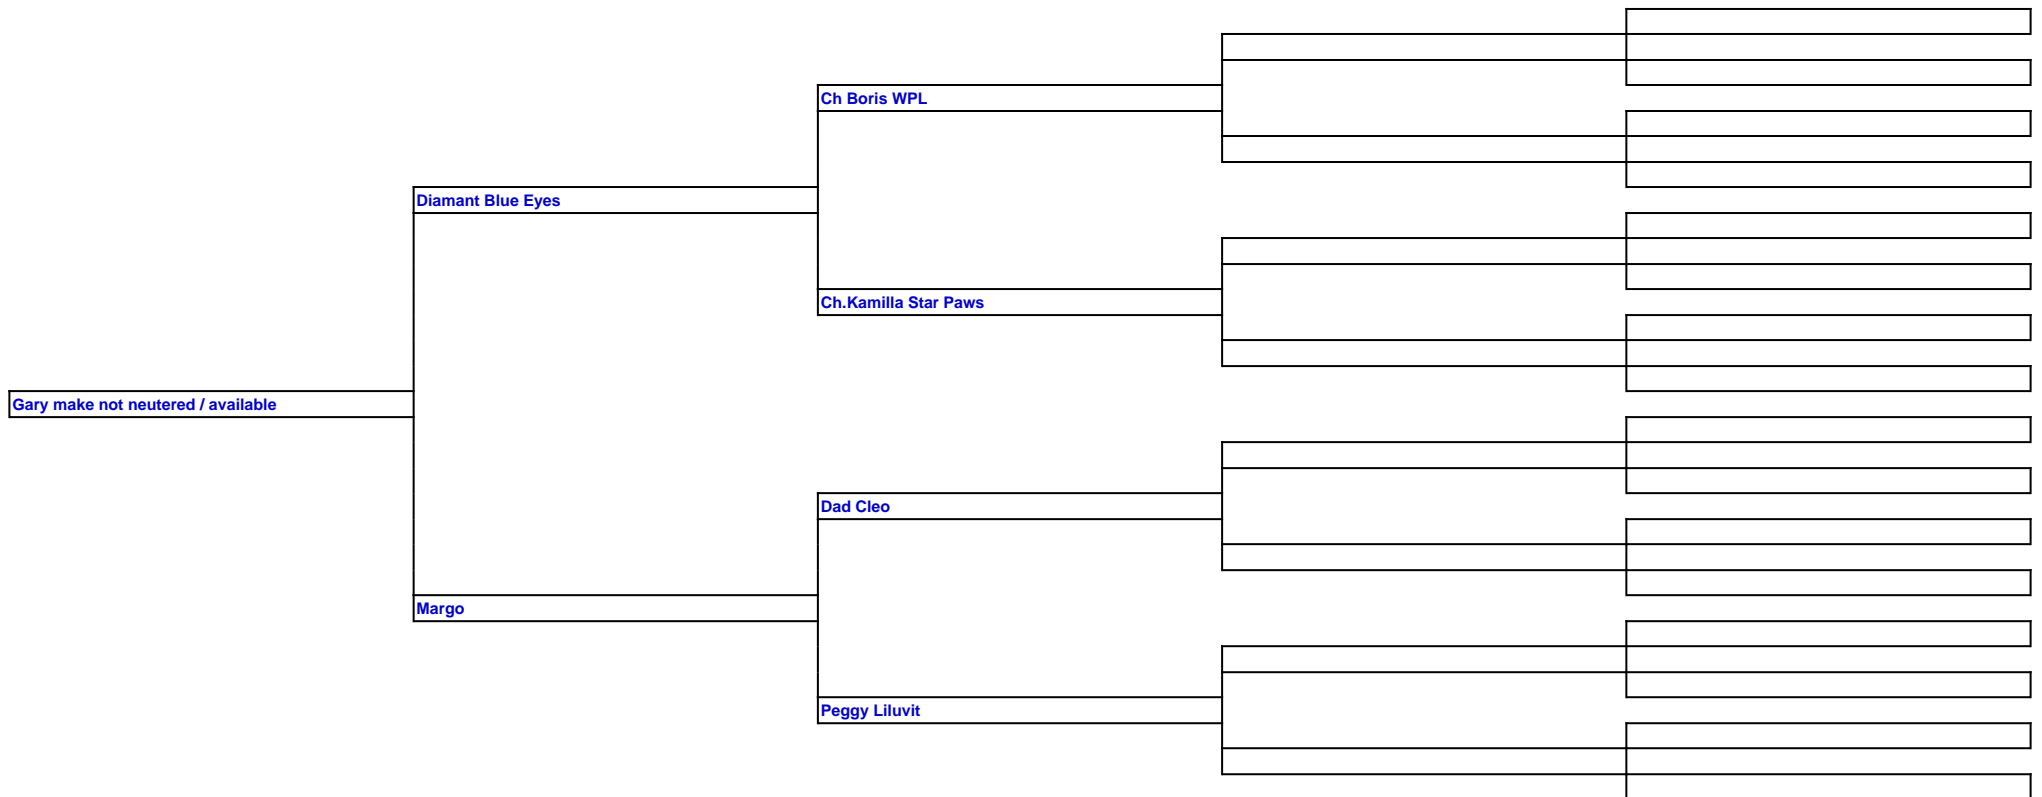 Ch Boris WPL
Diamant Blue Eyes
Ch.Kamilla Star Paws
Gary make not neutered / available
Dad Cleo
Margo
Peggy Liluvit